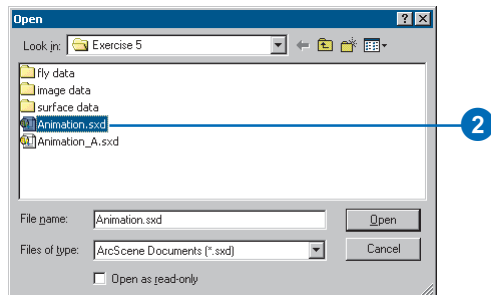 Open
Look in: Exercise 5
fly data
image data
surface data
Animation.sxd
2
Animation_A.sxd
File name: Animation.sxd Open
Files of type: ArcScene Documents (*.sxd) Cancel
Open as read-only